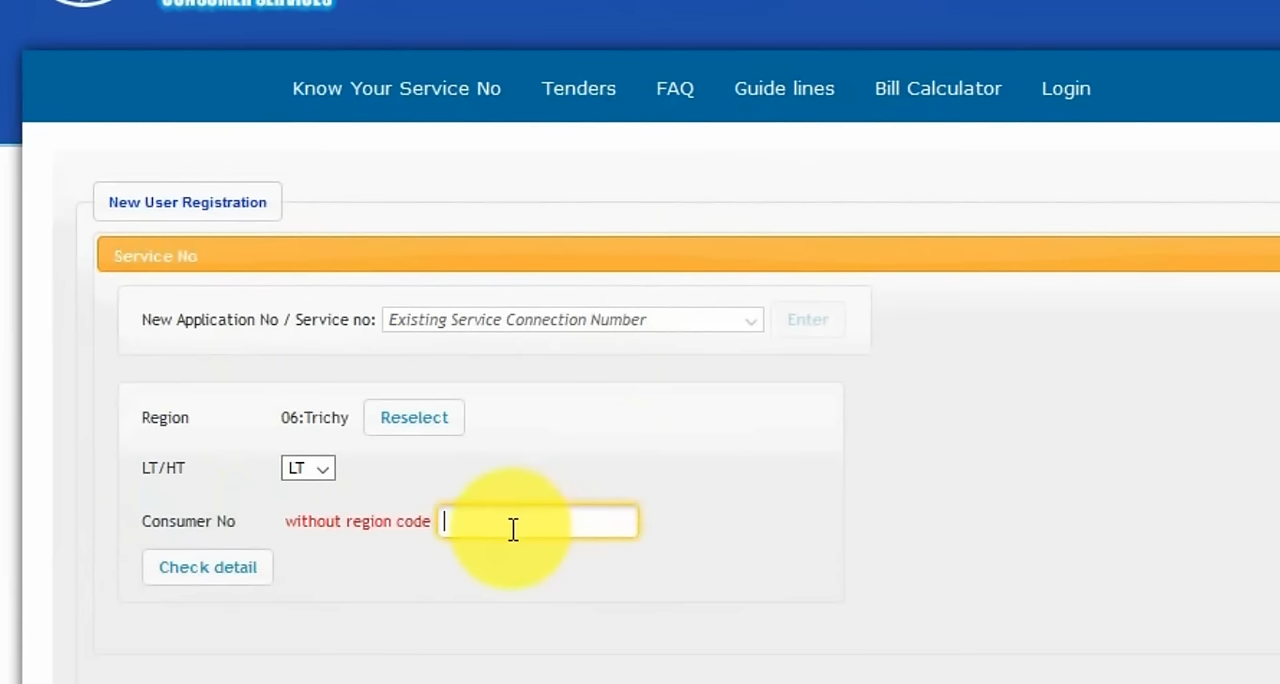 CONSUMER SERVICES
Know Your Service No Tenders FAQ Guide lines Bill Calculator Login
New User Registration
Service No
New Application No / Service no: Existing Service Connection Number Enter
Region 06:Trichy Reselect
LT/HT LT
Consumer No without region code
Check detail